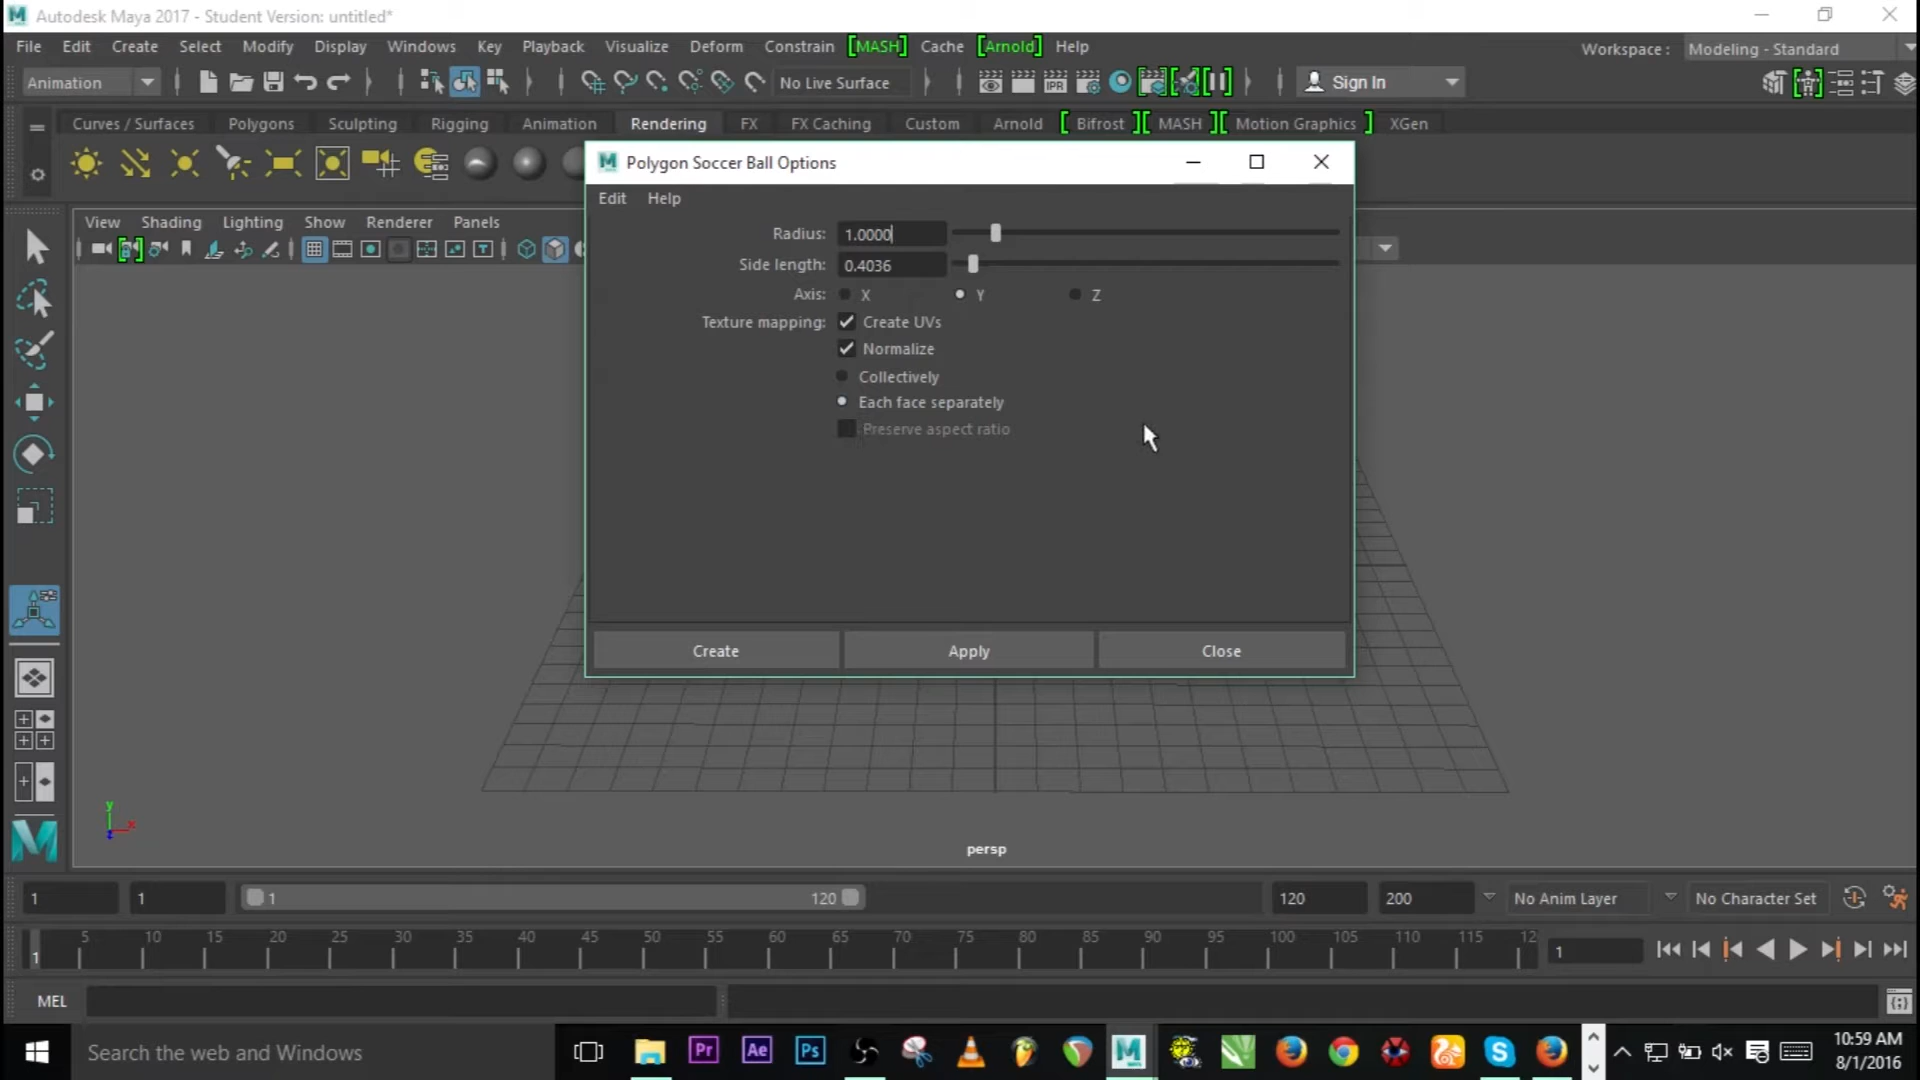 Autodesk Maya 2017 - Student Version: untitled*
File Edit Create Select Modify Display Windows Key Playback Visualize Deform Constrain [MASH] Cache [Arnold] Help
Workspace : Modeling - Standard
Animation No Live Surface IPR Sign In
Curves / Surfaces Polygons Sculpting Rigging Animation Rendering FX FX Caching Custom Arnold [ Bifrost ][ MASH ][ Motion Graphics ] XGen
Polygon Soccer Ball Options
Edit Help
View Shading Lighting Show Renderer Panels
Radius: 1.0000
Side length: 0.4036
Axis: X Y Z
Texture mapping: Create UVs
Normalize
Collectively
Each face separately
Preserve aspect ratio
Create Apply Close
y
x
z
persp
1 1 1 120 120 200 No Anim Layer No Character Set
1 5 10 15 20 25 30 35 40 45 50 55 60 65 70 75 80 85 90 95 100 105 110 115 12 1
MEL
Search the web and Windows
Pr Ae Ps M S
10:59 AM
8/1/2016